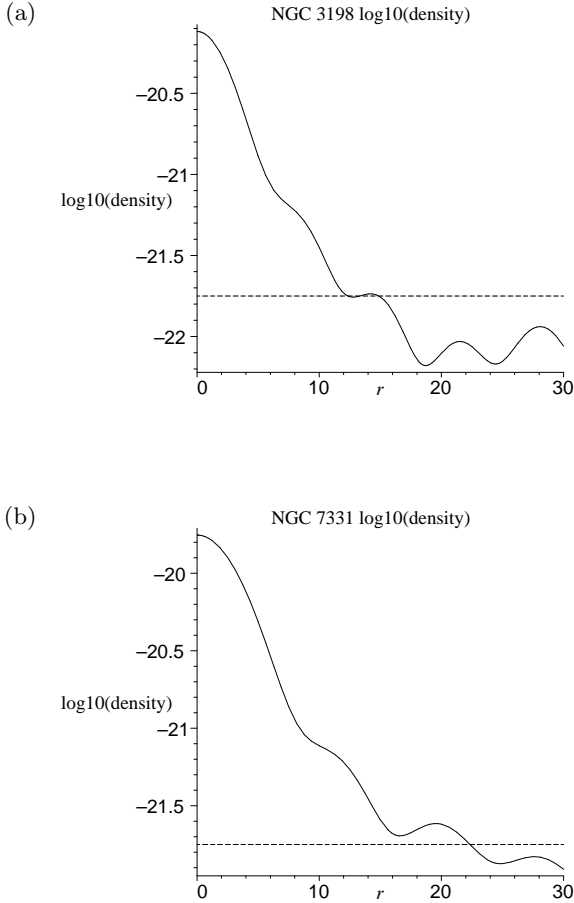 (a)
NGC 3198 log10(density)
–20.5
–21
log10(density)
–21.5
–22
0 10 20 30
r
(b)
NGC 7331 log10(density)
–20
–20.5
log10(density)
–21
–21.5
0 10 20 30
r